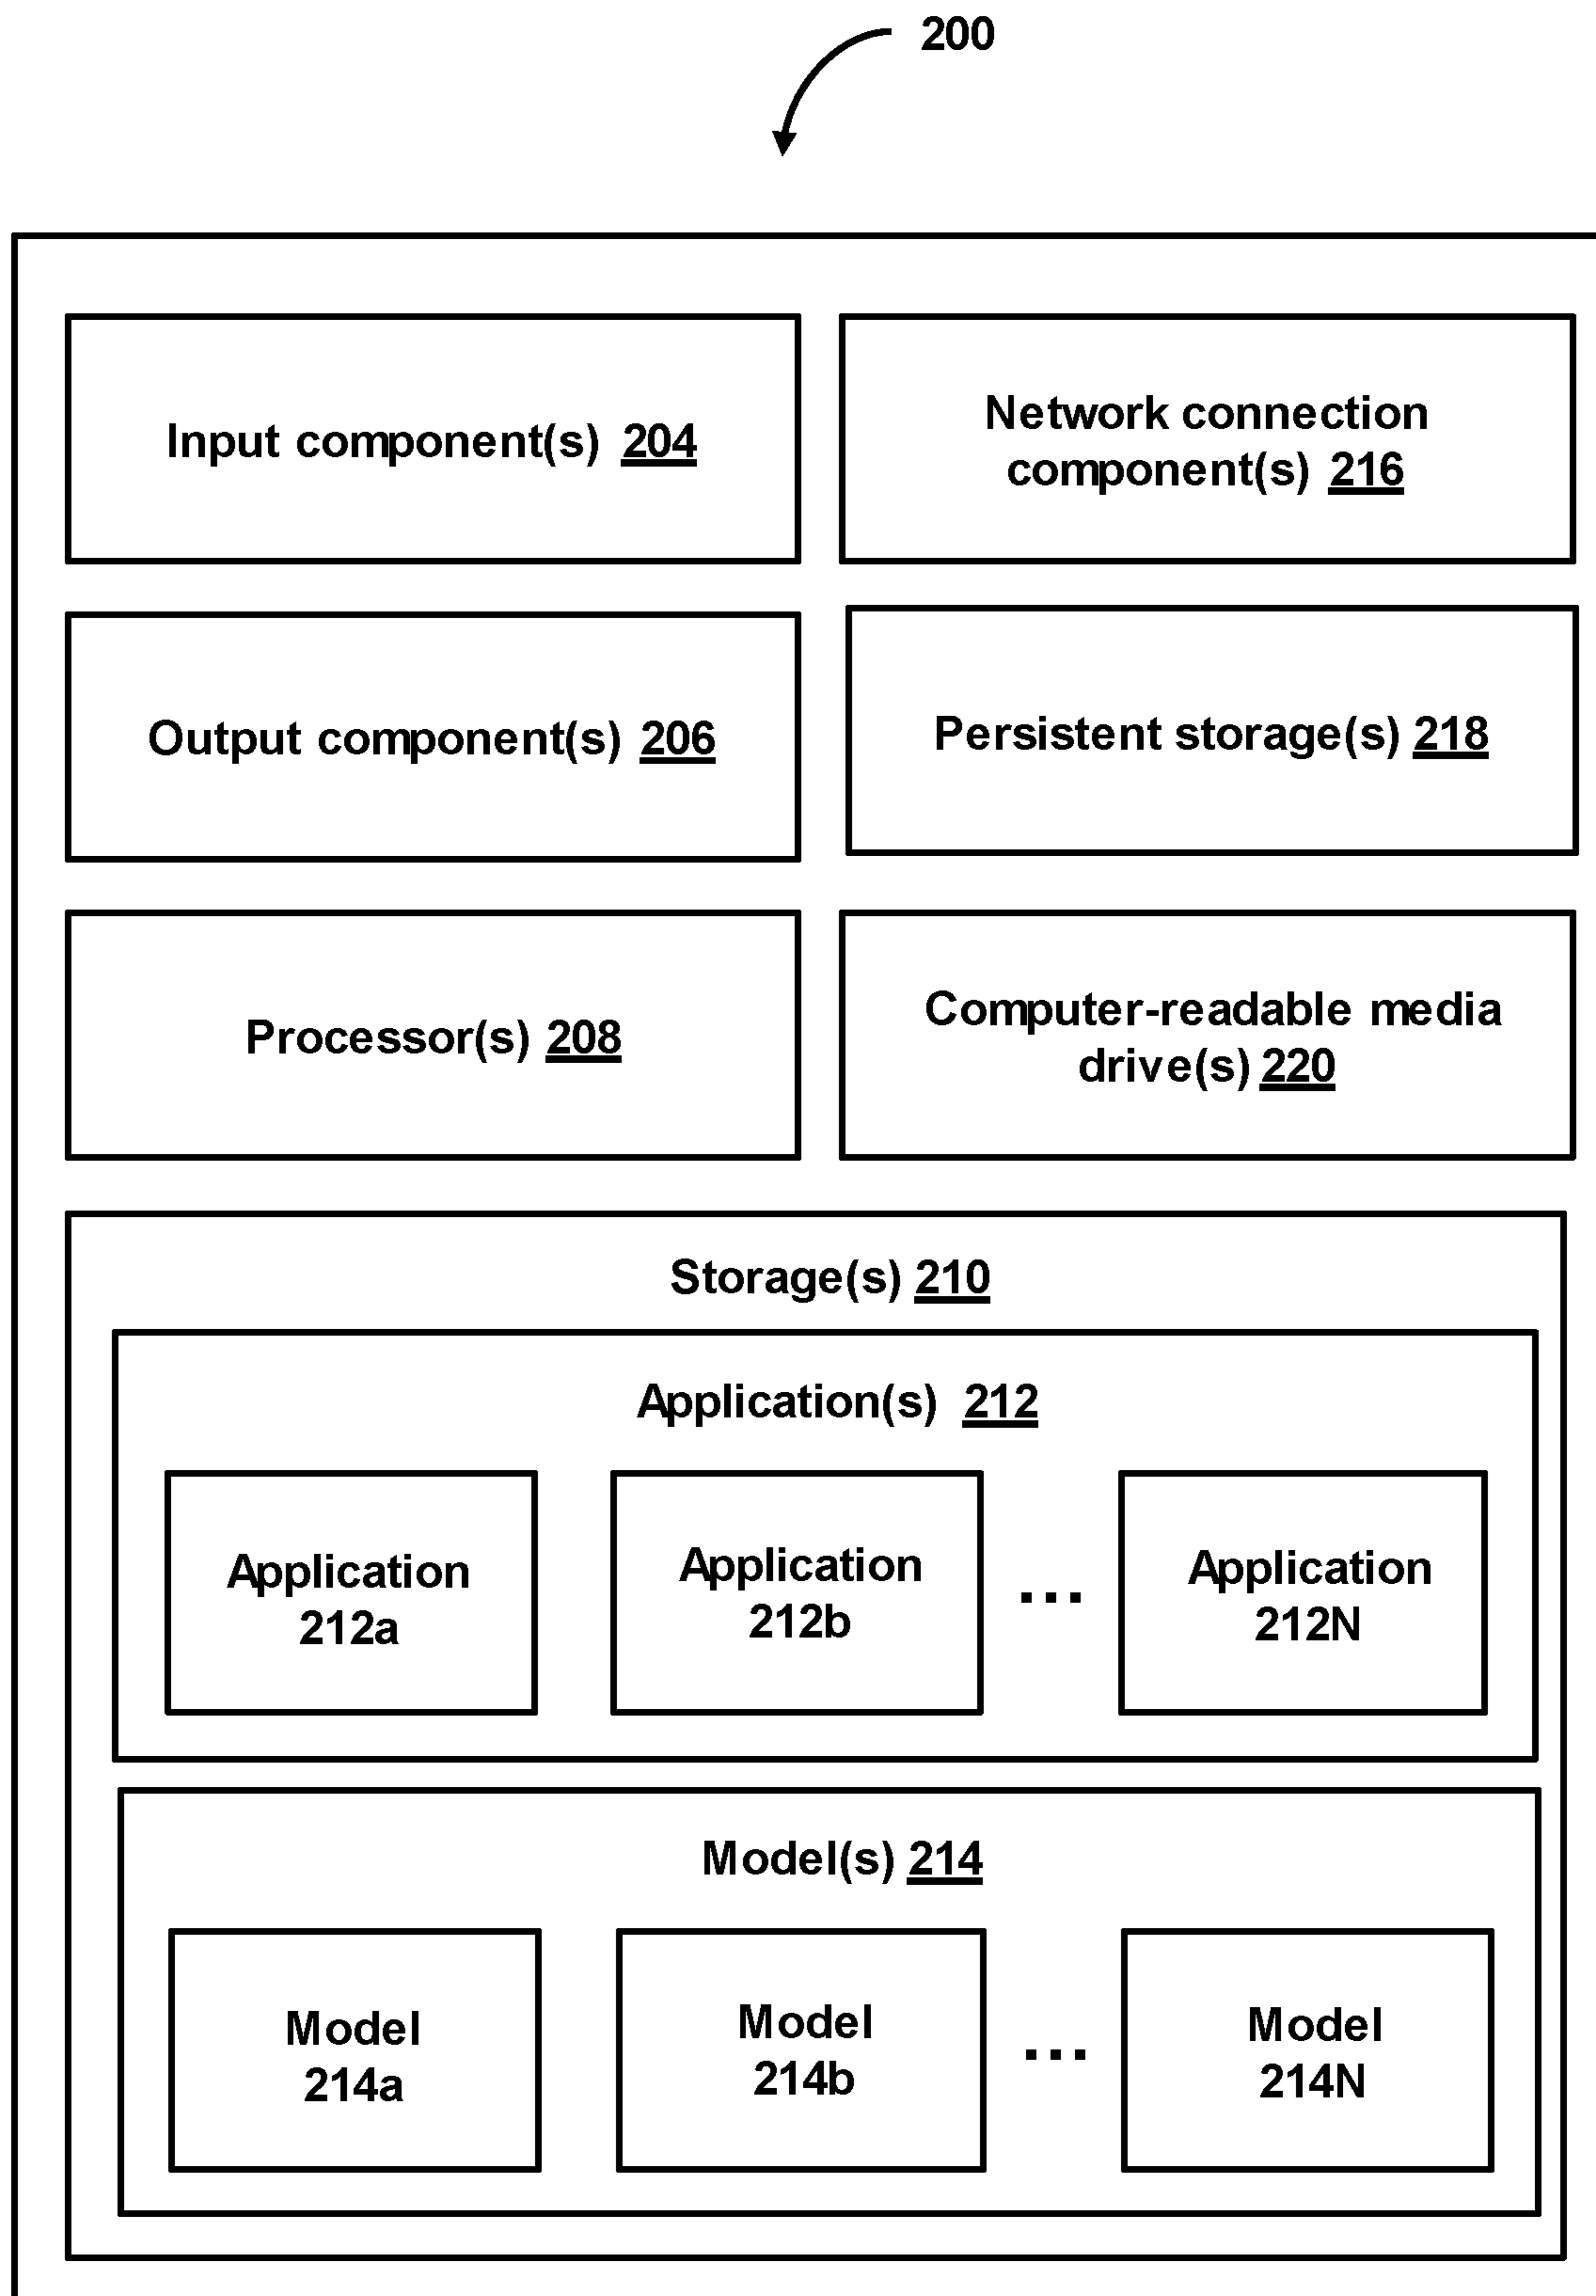 200
Input component(s) 204
Network connection
component(s) 216
Output component(s) 206
Persistent storage(s) 218
Processor(s) 208
Computer-readable media
drive(s) 220
Storage(s) 210
Application(s) 212
Application
212a
Application
212b
...
Application
212N
Model(s) 214
Model
214a
Model
214b
...
Model
214N